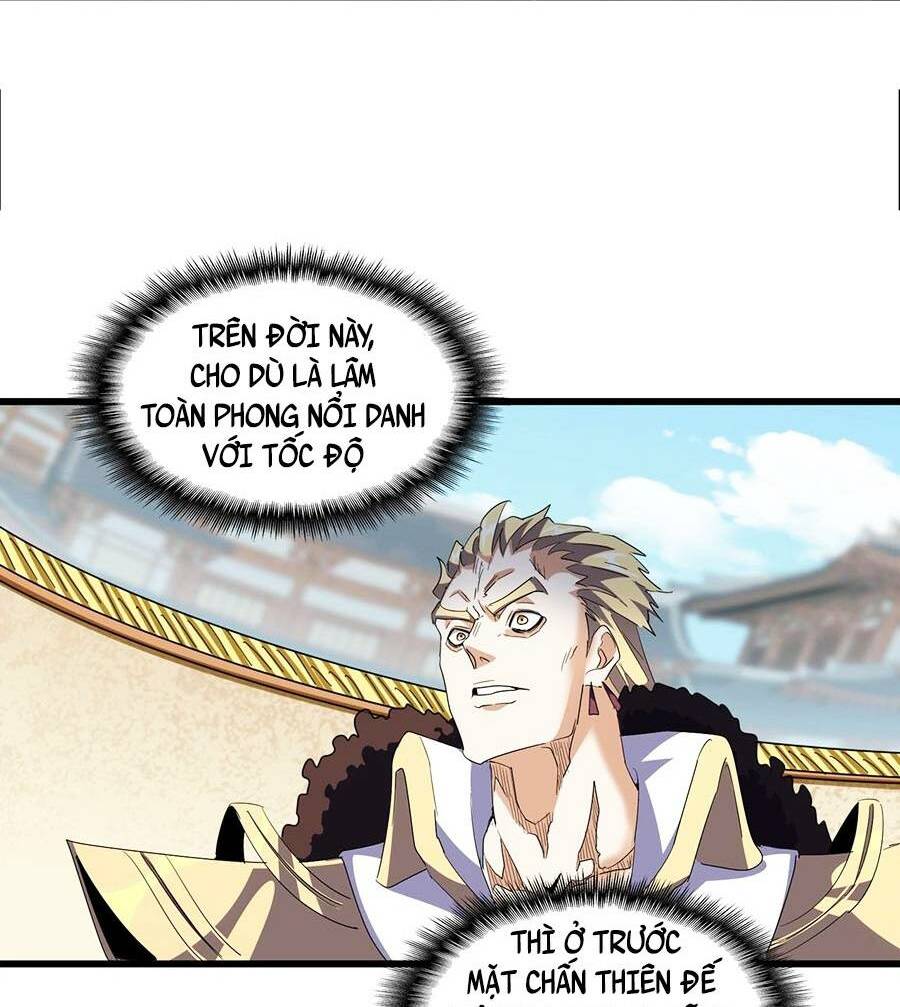 TRÊN ĐỜI NÀY,
CHO DÙ LÀ LÂM
TOÀN PHONG NỔI DANH
VỚI TỐC ĐỘ
THÌ Ở TRƯỚC
MẶT CHẤN THIÊN ĐẾ